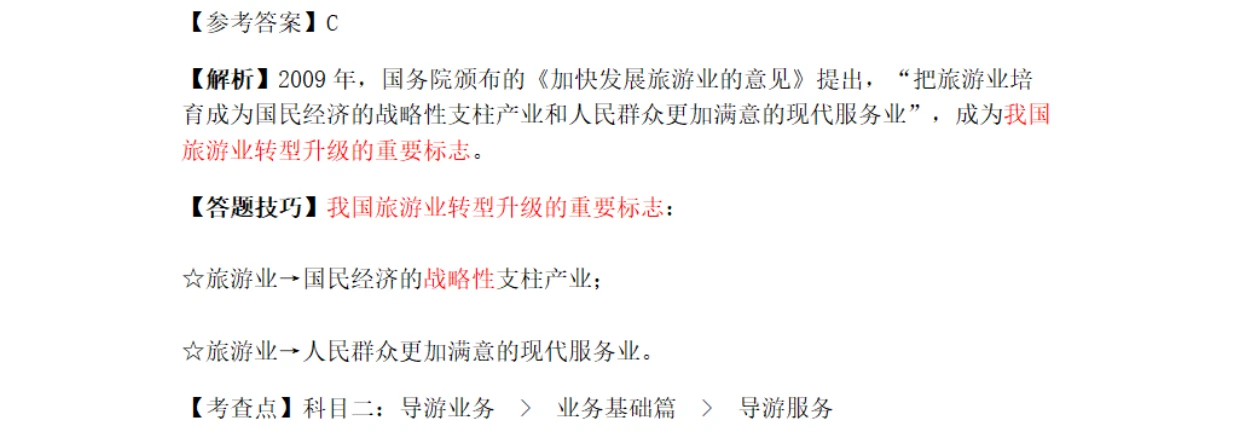 【参考答案】C
【解析】2009 年，国务院颁布的《加快发展旅游业的意见》提出，“把旅游业培
育成为国民经济的战略性支柱产业和人民群众更加满意的现代服务业”，成为我国
旅游业转型升级的重要标志。
【答题技巧】我国旅游业转型升级的重要标志：
☆旅游业→国民经济的战略性支柱产业；
☆旅游业→人民群众更加满意的现代服务业。
【考查点】科目二：导游业务 > 业务基础篇 > 导游服务